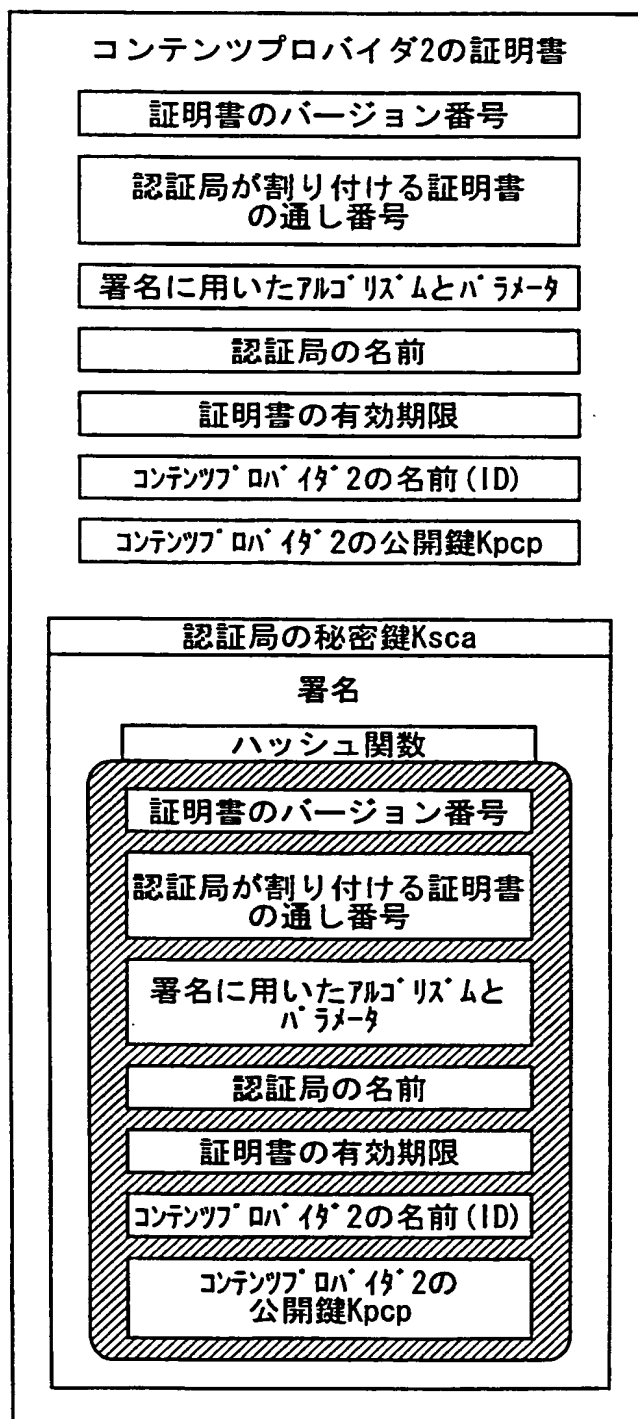 コンテンツプロバイダ2の証明書
証明書のバージョン番号
認証局が割り付ける証明書
の通し番号
署名に用いたｱﾙｺﾞﾘｽﾞﾑとﾊﾟﾗﾒｰﾀ
認証局の名前
証明書の有効期限
ｺﾝﾃﾝﾂﾌﾟﾛﾊﾞｲﾀﾞ2の名前(ID)
ｺﾝﾃﾝﾂﾌﾟﾛﾊﾞｲﾀﾞ2の公開鍵Kpcp
認証局の秘密鍵Ksca
署名
ハッシュ関数
証明書のバージョン番号
認証局が割り付ける証明書
の通し番号
署名に用いたｱﾙｺﾞﾘｽﾞﾑと
ﾊﾟﾗﾒｰﾀ
認証局の名前
証明書の有効期限
ｺﾝﾃﾝﾂﾌﾟﾛﾊﾞｲﾀﾞ2の名前(ID)
ｺﾝﾃﾝﾂﾌﾟﾛﾊﾞｲﾀﾞ2の
公開鍵Kpcp